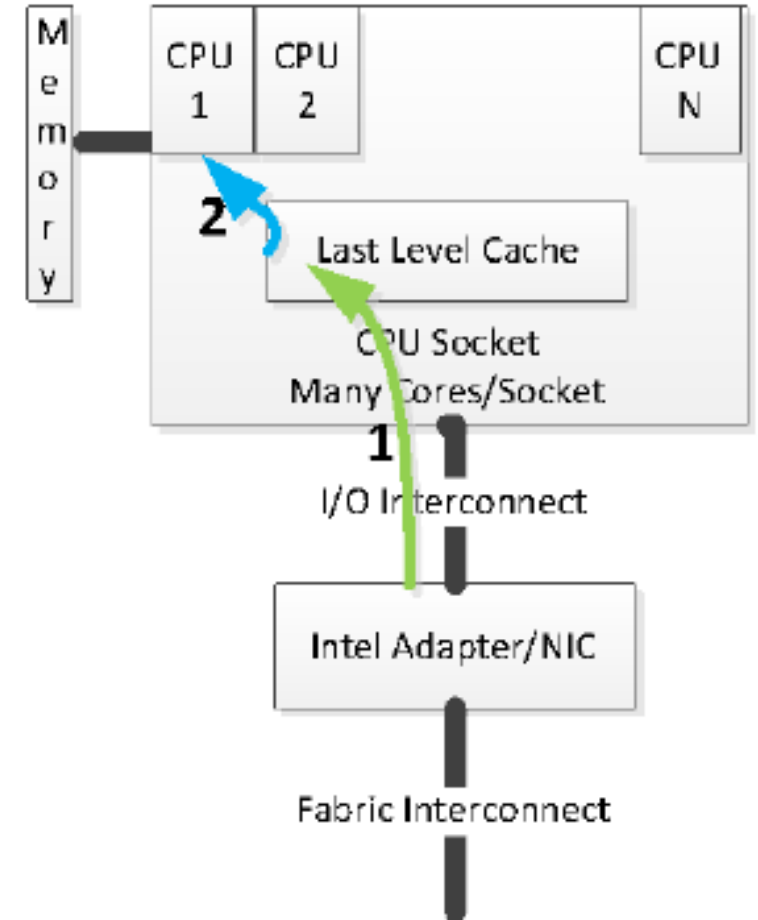 Memory
CPU
1
CPU
2
CPU
N
2
Last Level Cache
CPU Socket
Many Cores/Socket
1
I/O Interconnect
Intel Adapter/NIC
Fabric Interconnect